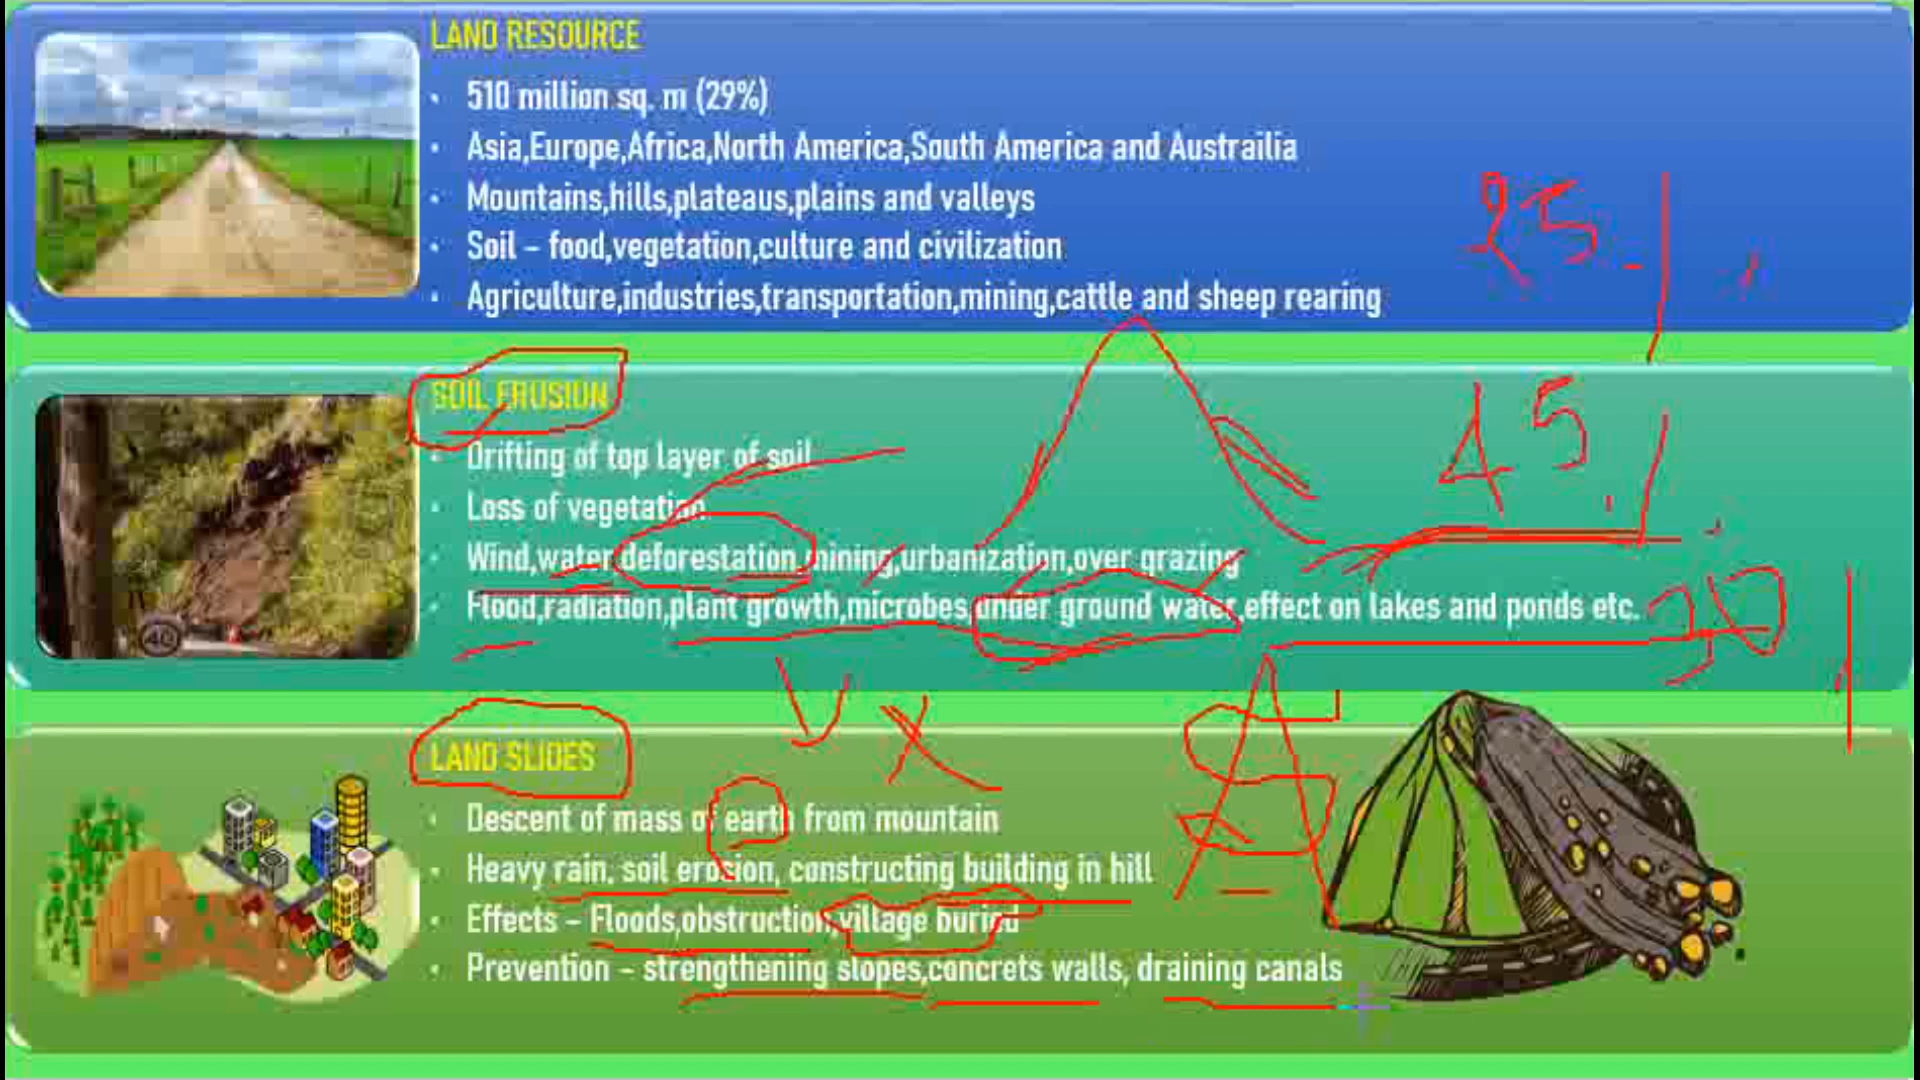 LAND RESOURCE
• 510 million sq. m (29%)
• Asia,Europe,Africa,North America,South America and Austrailia
• Mountains,hills,plateaus,plains and valleys
• Soil – food,vegetation,culture and civilization
• Agriculture,industries,transportation,mining,cattle and sheep rearing
25.
SOIL ERUSION
• Drifting of top layer of soil
• Loss of vegetation
45
• Wind,water,deforestation,mining,urbanization,over grazing
• Flood,radiation,plant growth,microbes,under ground water,effect on lakes and ponds etc.
30
40
LAND SLIDES
• Descent of mass of earth from mountain
• Heavy rain, soil erosion, constructing building in hill
• Effects – Floods,obstruction,village buried
• Prevention – strengthening slopes,concrets walls, draining canals